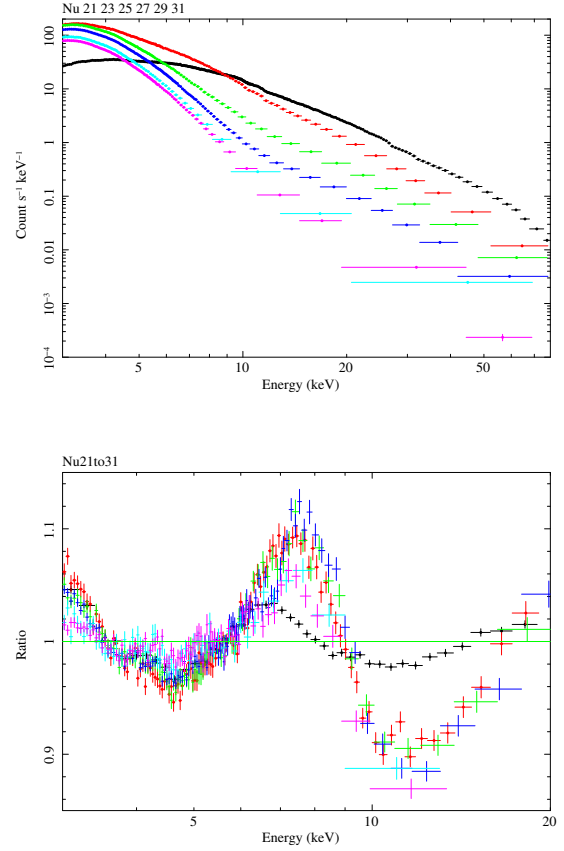 Nu 21 23 25 27 29 31
100
10
1
0.1
0.01
10⁻³
10⁻⁴
Count s⁻¹ keV⁻¹
5 10 20 50
Energy (keV)
Nu21to31
1.1
1
0.9
Ratio
5 10 20
Energy (keV)